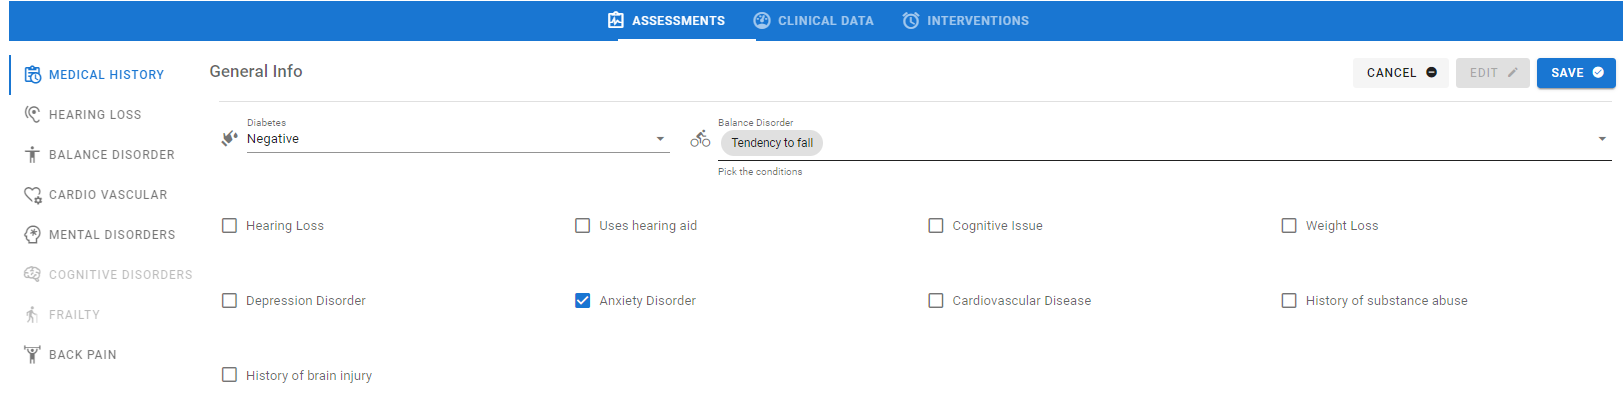 ASSESSMENTS CLINICAL DATA INTERVENTIONS
MEDICAL HISTORY
HEARING LOSS
BALANCE DISORDER
CARDIO VASCULAR
MENTAL DISORDERS
COGNITIVE DISORDERS
FRAILTY
BACK PAIN
General Info
CANCEL EDIT SAVE
Diabetes
Negative
Balance Disorder
Tendency to fall
Pick the conditions
Hearing Loss Uses hearing aid Cognitive Issue Weight Loss
Depression Disorder Anxiety Disorder Cardiovascular Disease History of substance abuse
History of brain injury